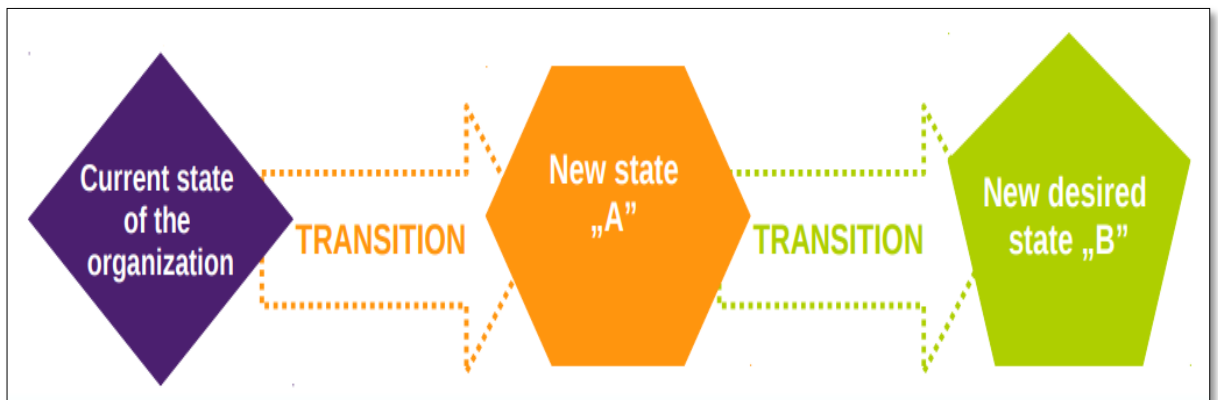 Current state
of the
organization
TRANSITION
New state
„A”
TRANSITION
New desired
state „B”